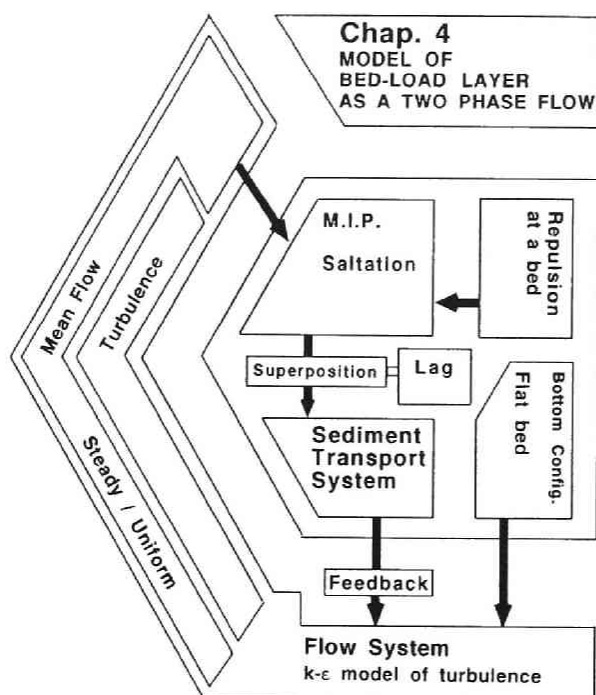 Chap. 4
MODEL OF
BED-LOAD LAYER
AS A TWO PHASE FLOW
Mean Flow
Turbulence
Steady / Uniform
M.I.P.
Saltation
Repulsion
at a bed
Superposition
Lag
Bottom Config.
Flat bed
Sediment
Transport
System
Feedback
Flow System
k-ε model of turbulence